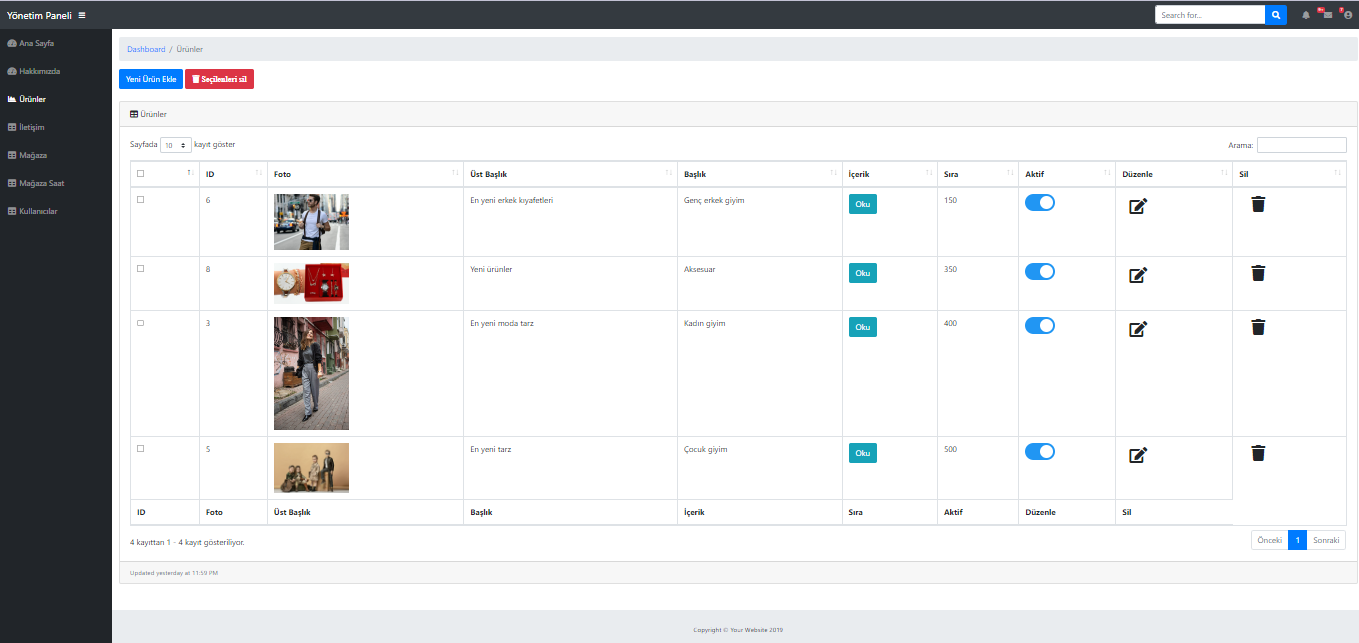 Yönetim Paneli
Search for...
9+
7
Ana Sayfa
Hakkımızda
Ürünler
İletişim
Mağaza
Mağaza Saat
Kullanicılar
Dashboard / Ürünler
Yeni Ürün Ekle Seçilenleri sil
Ürünler
Sayfada 10 kayıt göster
Arama:
ID Foto Üst Başlık Başlık İçerik Sıra Aktif Düzenle Sil
6 En yeni erkek kıyafetleri Genç erkek giyim Oku 150
8 Yeni ürünler Aksesuar Oku 350
3 En yeni moda tarz Kadın giyim Oku 400
5 En yeni tarz Çocuk giyim Oku 500
ID Foto Üst Başlık Başlık İçerik Sıra Aktif Düzenle Sil
4 kayıttan 1 - 4 kayıt gösteriliyor.
Önceki 1 Sonraki
Updated yesterday at 11:59 PM
Copyright © Your Website 2019